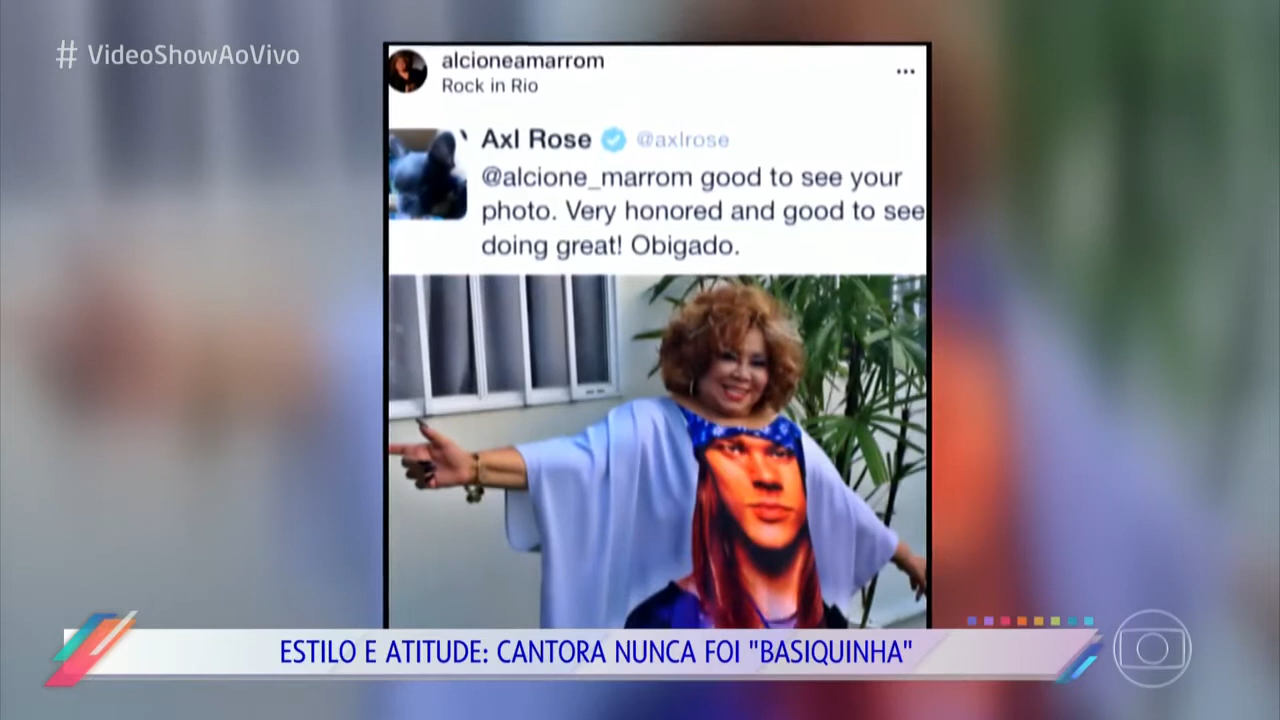 # VideoShowAoVivo
alcioneamarrom
Rock in Rio
Axl Rose @axlrose
@alcione_marrom good to see your
photo. Very honored and good to see
doing great! Obigado.
ESTILO E ATITUDE: CANTORA NUNCA FOI "BASIQUINHA"